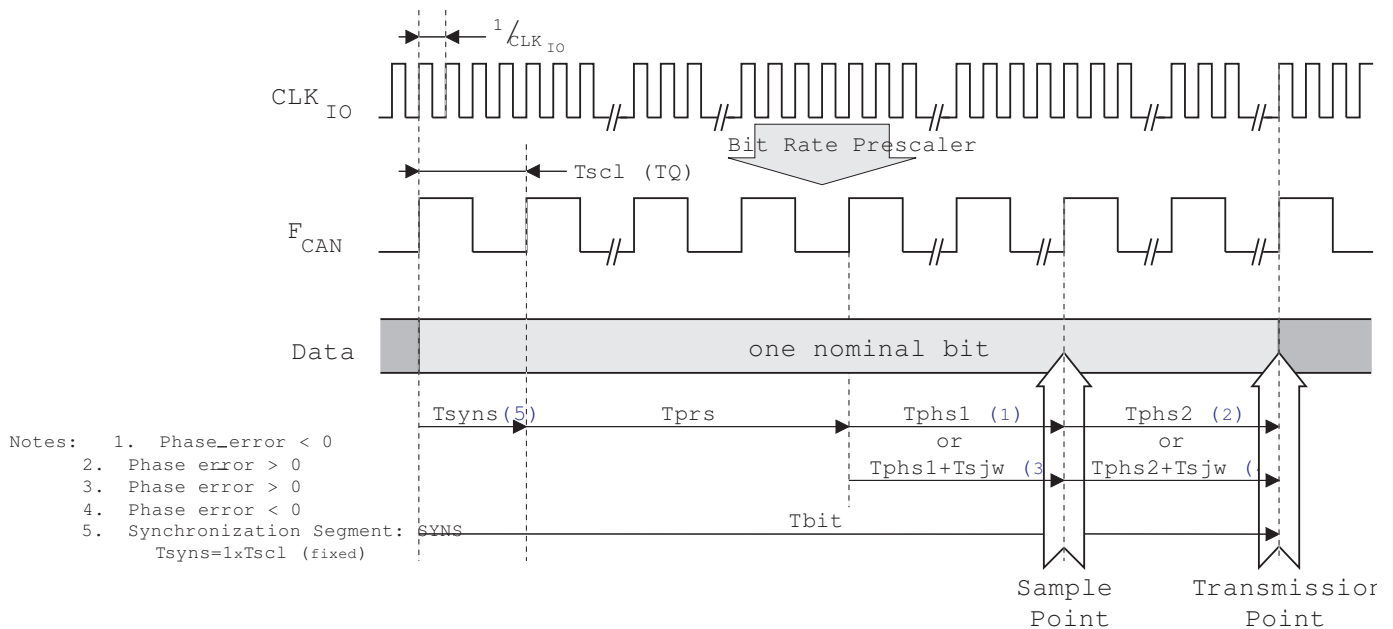 1/CLK IO
CLK IO
Bit Rate Prescaler
Tscl (TQ)
F CAN
Data
one nominal bit
Tsyns(5)
Tprs
Tphs1 (1)
Tphs2 (2)
or
or
Tphs1+Tsjw (3
Tphs2+Tsjw (
Tbit
Notes: 1. Phase_error < 0
2. Phase error > 0
3. Phase error > 0
4. Phase error < 0
5. Synchronization Segment: SYNS
Tsyns=1xTscl (fixed)
Sample
Point
Transmission
Point